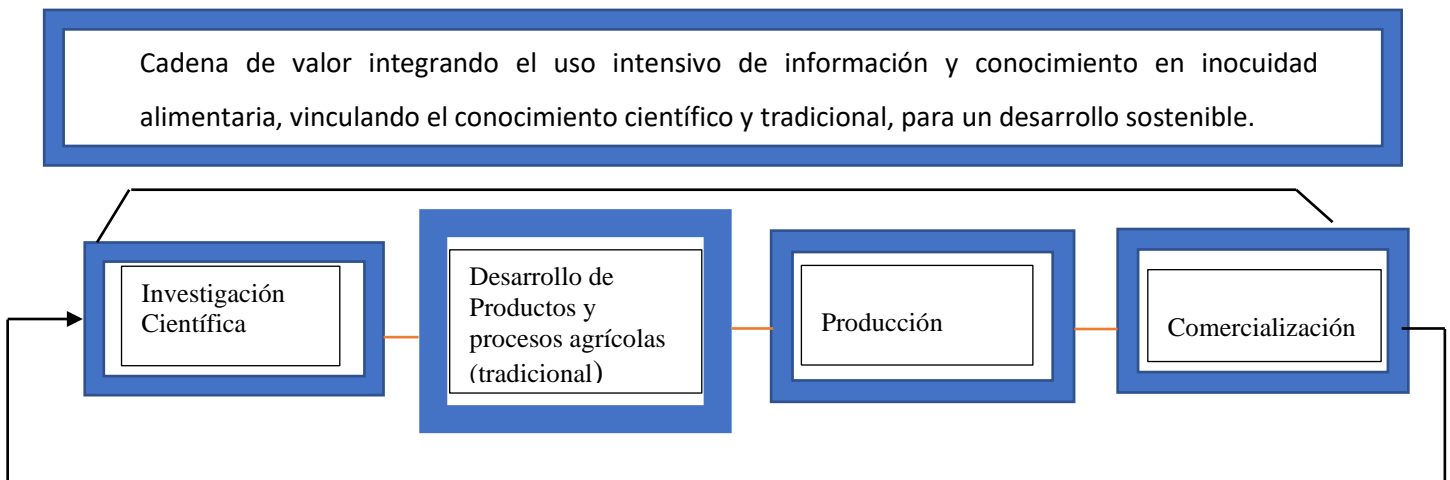 Cadena de valor integrando el uso intensivo de información y conocimiento en inocuidad
alimentaria, vinculando el conocimiento científico y tradicional, para un desarrollo sostenible.
Investigación
Científica
Desarrollo de
Productos y
procesos agrícolas
(tradicional)
Producción
Comercialización